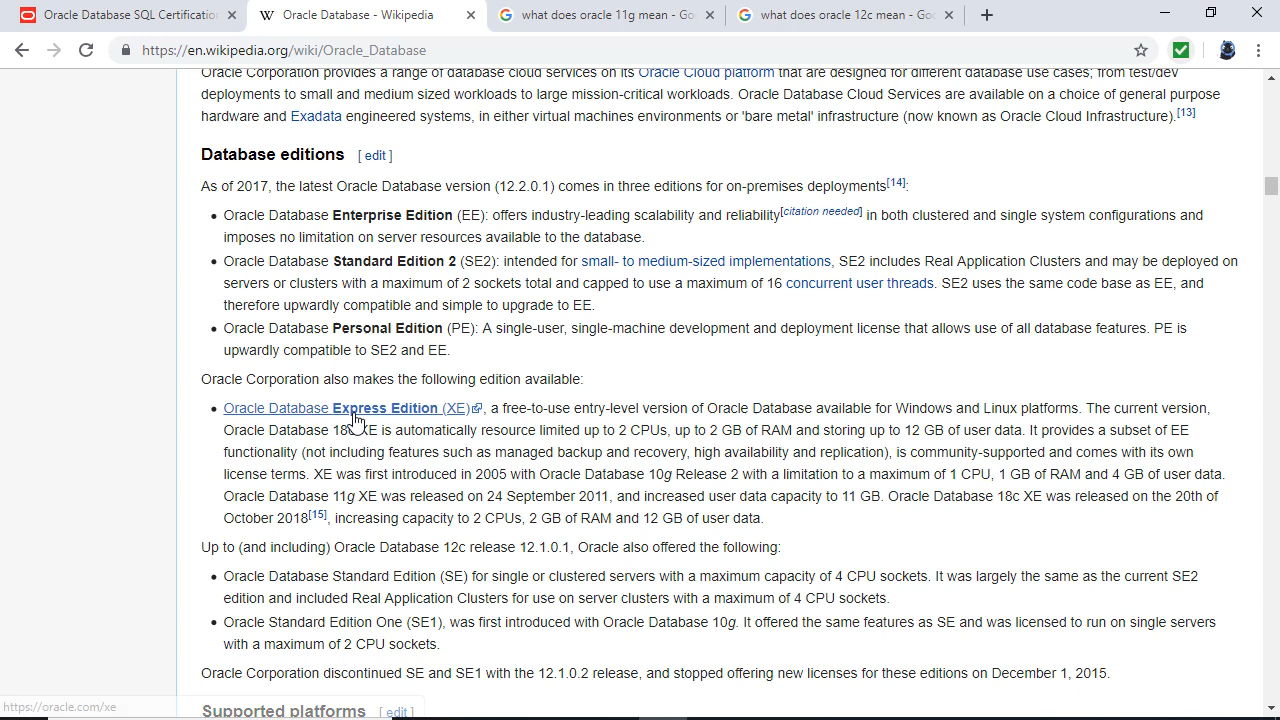 Oracle Database SQL Certification
Oracle Database - Wikipedia
what does oracle 11g mean - Go
what does oracle 12c mean - Go
https://en.wikipedia.org/wiki/Oracle_Database
Oracle Corporation provides a range of database cloud services on its Oracle Cloud platform that are designed for different database use cases; from test/dev
deployments to small and medium sized workloads to large mission-critical workloads. Oracle Database Cloud Services are available on a choice of general purpose
hardware and Exadata engineered systems, in either virtual machines environments or 'bare metal' infrastructure (now known as Oracle Cloud Infrastructure).[13]
Database editions [ edit ]
As of 2017, the latest Oracle Database version (12.2.0.1) comes in three editions for on-premises deployments[14]:
• Oracle Database Enterprise Edition (EE): offers industry-leading scalability and reliability[citation needed] in both clustered and single system configurations and
imposes no limitation on server resources available to the database.
• Oracle Database Standard Edition 2 (SE2): intended for small- to medium-sized implementations, SE2 includes Real Application Clusters and may be deployed on
servers or clusters with a maximum of 2 sockets total and capped to use a maximum of 16 concurrent user threads. SE2 uses the same code base as EE, and
therefore upwardly compatible and simple to upgrade to EE.
• Oracle Database Personal Edition (PE): A single-user, single-machine development and deployment license that allows use of all database features. PE is
upwardly compatible to SE2 and EE.
Oracle Corporation also makes the following edition available:
• Oracle Database Express Edition (XE), a free-to-use entry-level version of Oracle Database available for Windows and Linux platforms. The current version,
Oracle Database 18 XE is automatically resource limited up to 2 CPUs, up to 2 GB of RAM and storing up to 12 GB of user data. It provides a subset of EE
functionality (not including features such as managed backup and recovery, high availability and replication), is community-supported and comes with its own
license terms. XE was first introduced in 2005 with Oracle Database 10g Release 2 with a limitation to a maximum of 1 CPU, 1 GB of RAM and 4 GB of user data.
Oracle Database 11g XE was released on 24 September 2011, and increased user data capacity to 11 GB. Oracle Database 18c XE was released on the 20th of
October 2018[15], increasing capacity to 2 CPUs, 2 GB of RAM and 12 GB of user data.
Up to (and including) Oracle Database 12c release 12.1.0.1, Oracle also offered the following:
• Oracle Database Standard Edition (SE) for single or clustered servers with a maximum capacity of 4 CPU sockets. It was largely the same as the current SE2
edition and included Real Application Clusters for use on server clusters with a maximum of 4 CPU sockets.
• Oracle Standard Edition One (SE1), was first introduced with Oracle Database 10g. It offered the same features as SE and was licensed to run on single servers
with a maximum of 2 CPU sockets.
Oracle Corporation discontinued SE and SE1 with the 12.1.0.2 release, and stopped offering new licenses for these editions on December 1, 2015.
https://oracle.com/xe
Supported platforms [ edit ]